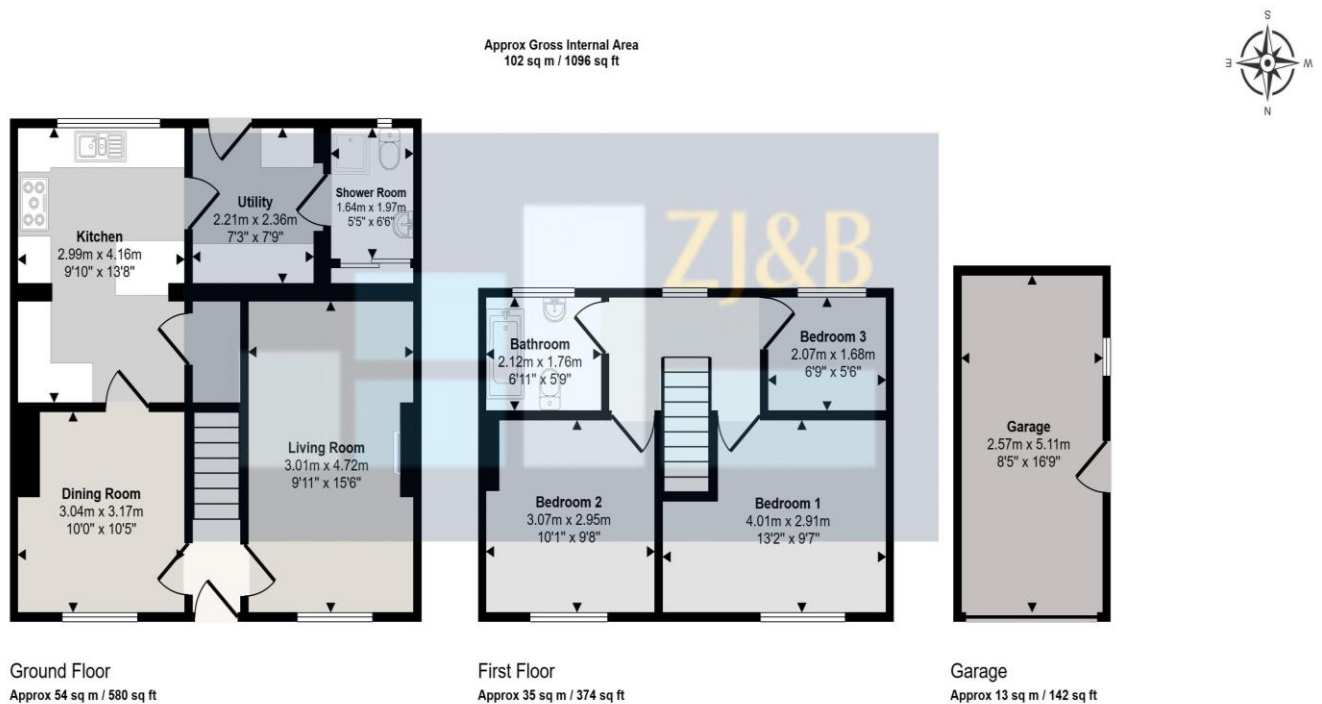 Approx Gross Internal Area
102 sq m / 1096 sq ft
S
E
W
N
ZJ&B
Kitchen
2.99m x 4.16m
9'10" x 13'8"
Utility
2.21m x 2.36m
7'3" x 7'9"
Shower Room
1.64m x 1.97m
5'5" x 6'6"
Dining Room
3.04m x 3.17m
10'0" x 10'5"
Living Room
3.01m x 4.72m
9'11" x 15'6"
Bathroom
2.12m x 1.76m
6'11" x 5'9"
Bedroom 3
2.07m x 1.68m
6'9" x 5'6"
Bedroom 2
3.07m x 2.95m
10'1" x 9'8"
Bedroom 1
4.01m x 2.91m
13'2" x 9'7"
Garage
2.57m x 5.11m
8'5" x 16'9"
Ground Floor
Approx 54 sq m / 580 sq ft
First Floor
Approx 35 sq m / 374 sq ft
Garage
Approx 13 sq m / 142 sq ft